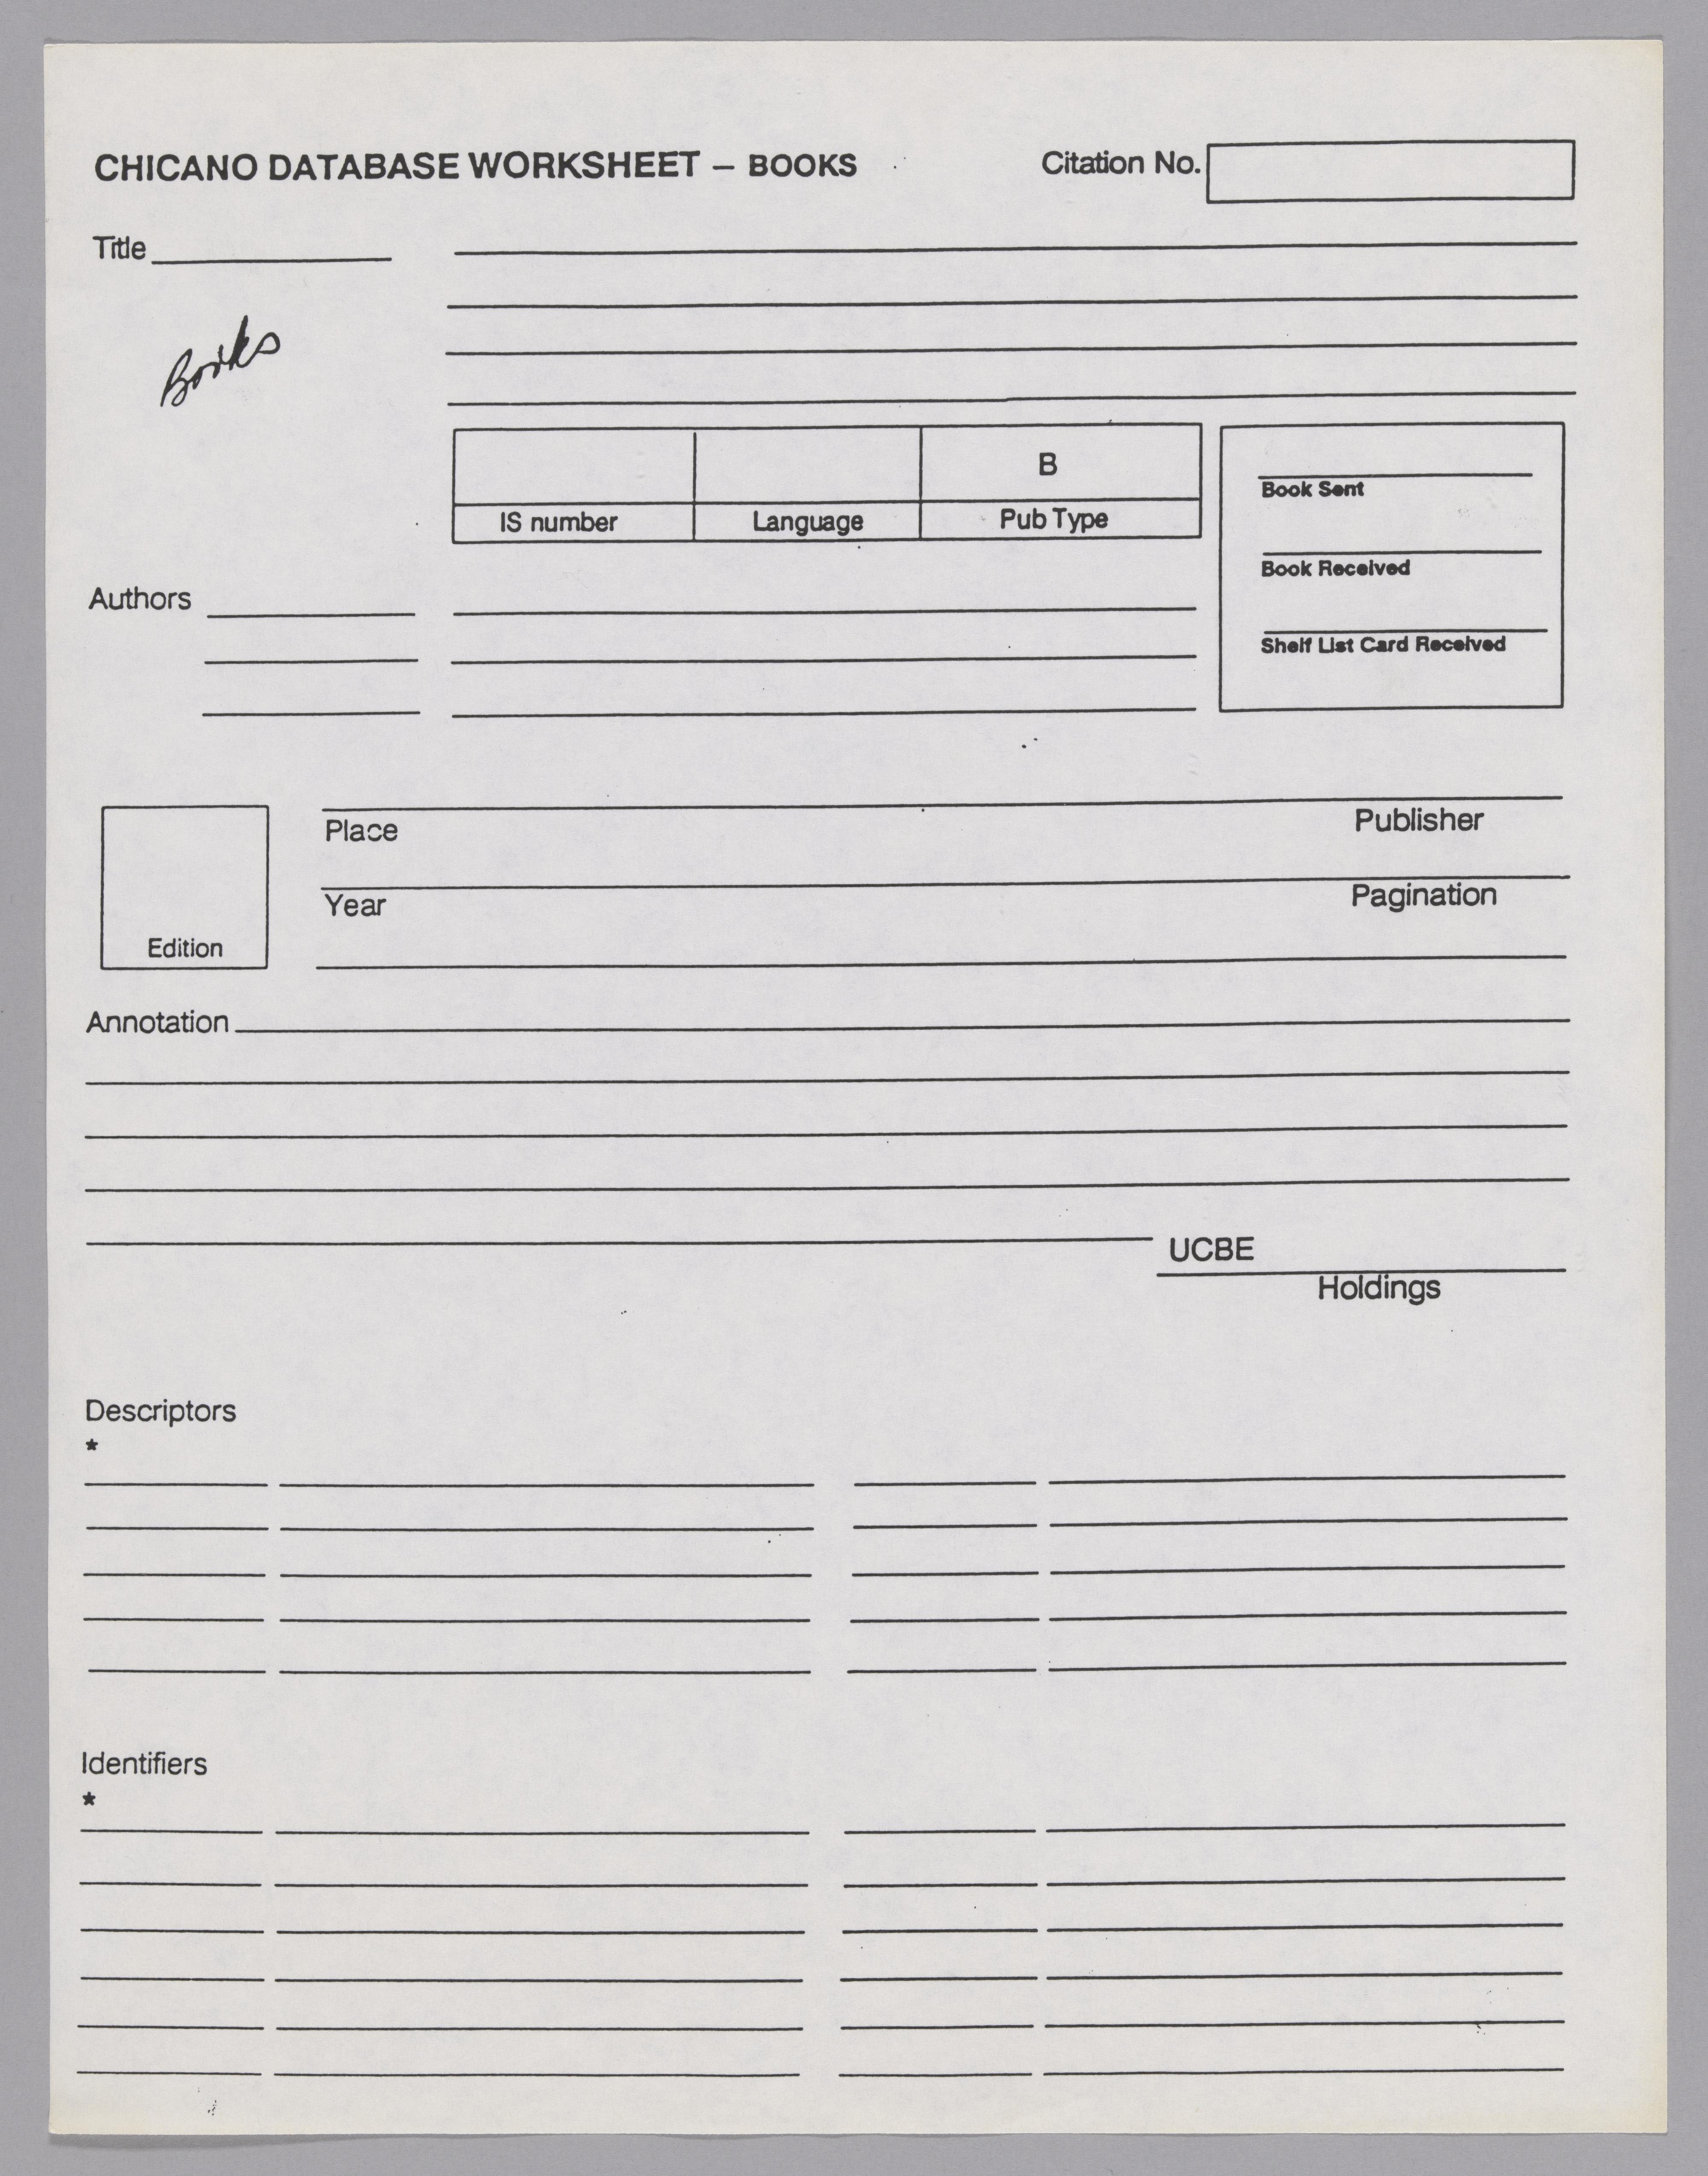 CHICANO DATABASE WORKSHEET – BOOKS
Citation No.
Title
Books
B
IS number Language Pub Type
Book Sent
Book Received
Shelf List Card Received
Authors
Place Publisher
Year Pagination
Edition
Annotation
UCBE
Holdings
Descriptors
*
Identifiers
*